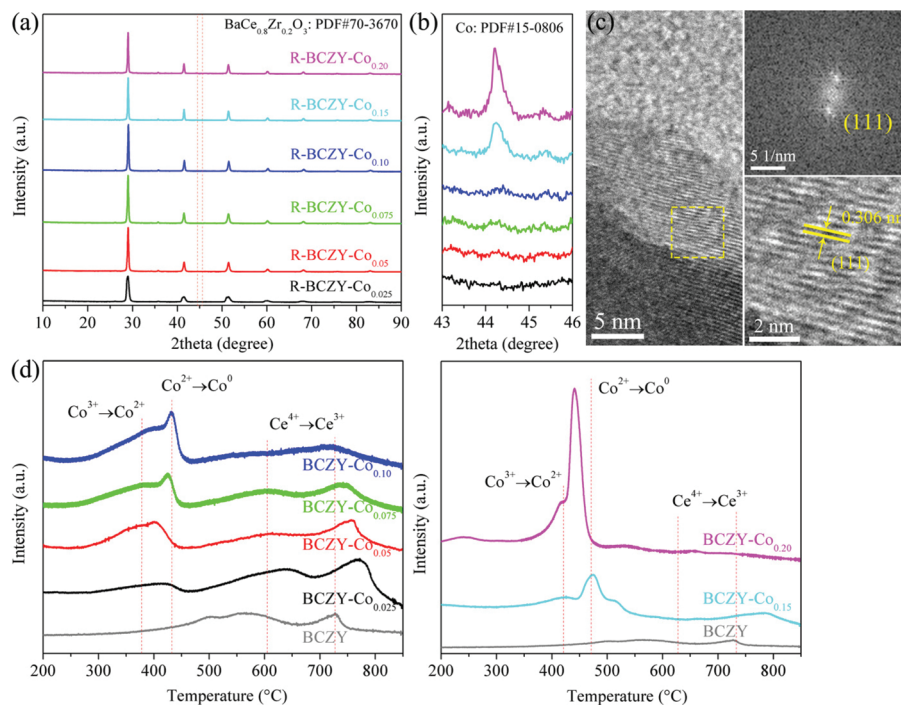 (a)
BaCe0.8Zr0.2O3: PDF#70-3670
R-BCZY-Co0.20
R-BCZY-Co0.15
R-BCZY-Co0.10
R-BCZY-Co0.075
R-BCZY-Co0.05
R-BCZY-Co0.025
Intensity (a.u.)
10 20 30 40 50 60 70 80 90
2theta (degree)
(b)
Co: PDF#15-0806
Intensity (a.u.)
43 44 45 46
2theta (degree)
(c)
5 nm
(111)
5 1/nm
0.306 n
(111)
2 nm
(d)
Co3+→Co2+
Co2+→Co0
Ce4+→Ce3+
BCZY-Co0.10
BCZY-Co0.075
BCZY-Co0.05
BCZY-Co0.025
BCZY
Intensity (a.u.)
200 300 400 500 600 700 800
Temperature (°C)
Co2+→Co0
Co3+→Co2+
Ce4+→Ce3+
BCZY-Co0.20
BCZY-Co0.15
BCZY
Intensity (a.u.)
200 300 400 500 600 700 800
Temperature (°C)